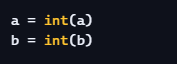 a = int(a)
b = int(b)